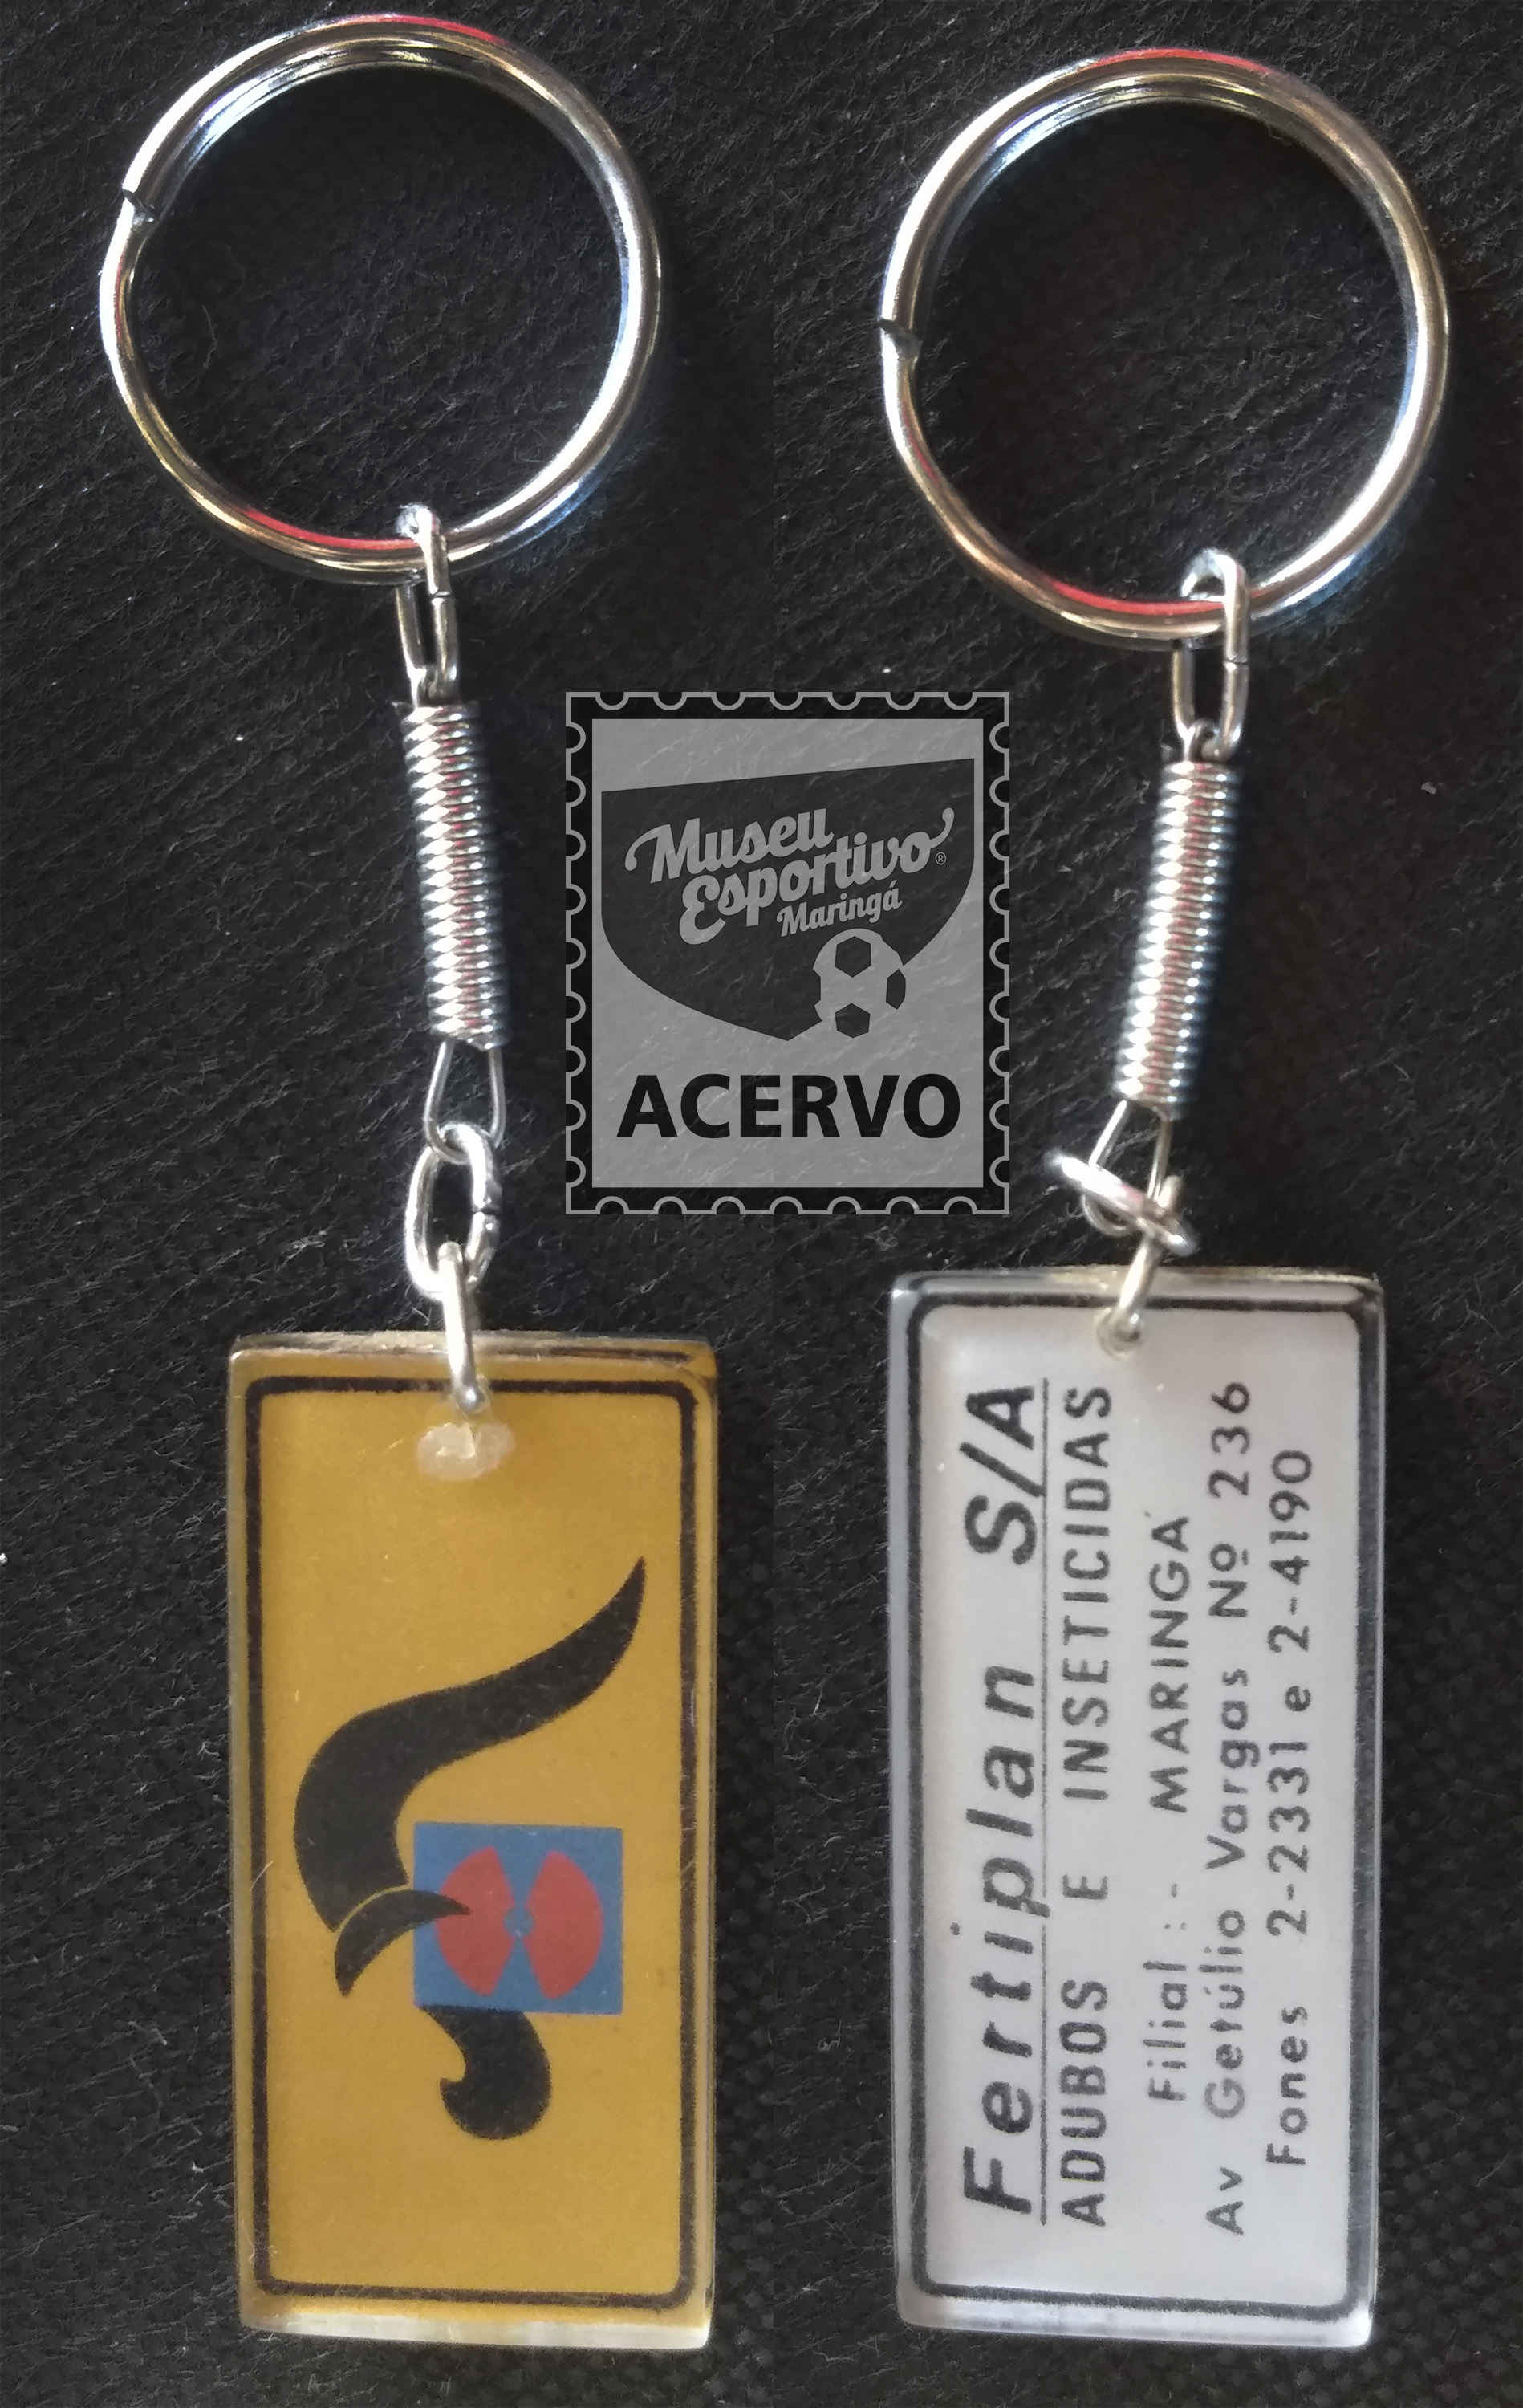 Museu
Esportivo®
Maringá
ACERVO
Fertiplan S/A
ADUBOS E INSETICIDAS
Filial :- MARINGÁ
Av Getúlio Vargas Nº 236
Fones 2-2331 e 2-4190